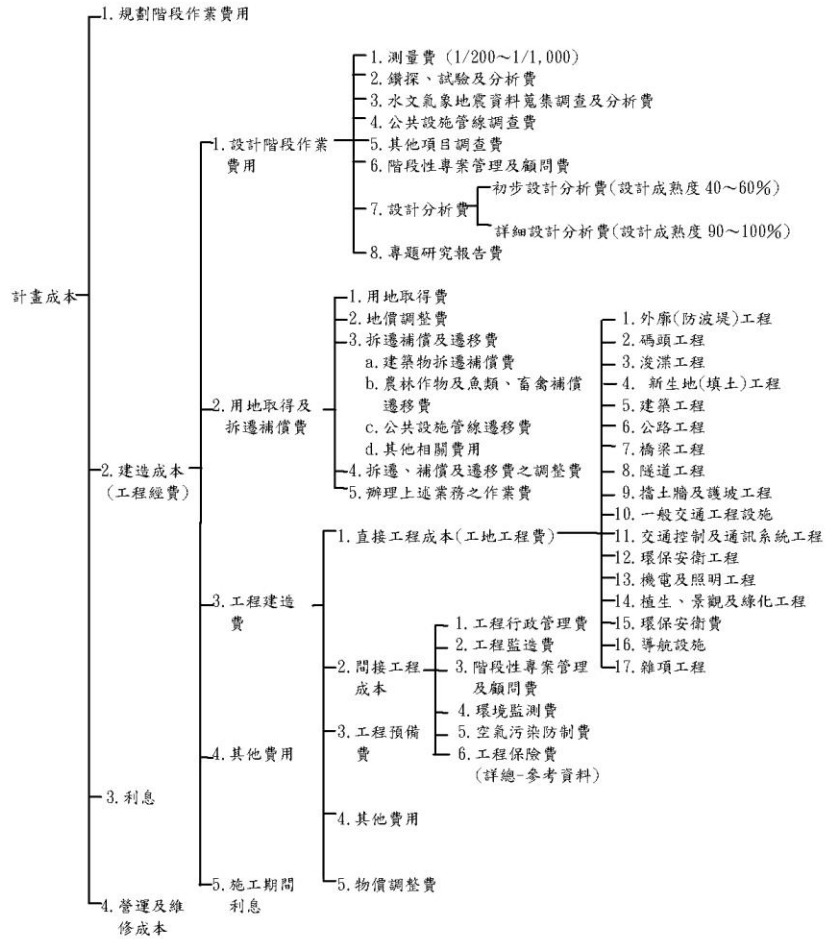 計畫成本
1.規劃階段作業費用
2.建造成本
(工程經費)
3.利息
4.營運及維
修成本
1.設計階段作業
費用
2.用地取得及
拆遷補償費
3.工程建造
費
4.其他費用
5.施工期間
利息
1.測量費 (1/200～1/1,000)
2.鑽探、試驗及分析費
3.水文氣象地震資料蒐集調查及分析費
4.公共設施管線調查費
5.其他項目調查費
6.階段性專案管理及顧問費
7.設計分析費
初步設計分析費(設計成熟度 40～60%)
詳細設計分析費(設計成熟度 90～100%)
8.專題研究報告費
1.用地取得費
2.地價調整費
3.拆遷補償及遷移費
a.建築物拆遷補償費
b.農林作物及魚類、畜禽補償
遷移費
c.公共設施管線遷移費
d.其他相關費用
4.拆遷、補償及遷移費之調整費
5.辦理上述業務之作業費
1.直接工程成本(工地工程費)
2.間接工程
成本
3.工程預備
費
4.其他費用
5.物價調整費
1.工程行政管理費
2.工程監造費
3.階段性專案管理
及顧問費
4.環境監測費
5.空氣污染防制費
6.工程保險費
(詳總-參考資料)
1.外廓(防波堤)工程
2.碼頭工程
3.浚渫工程
4. 新生地(填土)工程
5.建築工程
6.公路工程
7.橋梁工程
8.隧道工程
9.擋土牆及護坡工程
10.一般交通工程設施
11.交通控制及通訊系統工程
12.環保安衛工程
13.機電及照明工程
14.植生、景觀及綠化工程
15.環保安衛費
16.導航設施
17.雜項工程